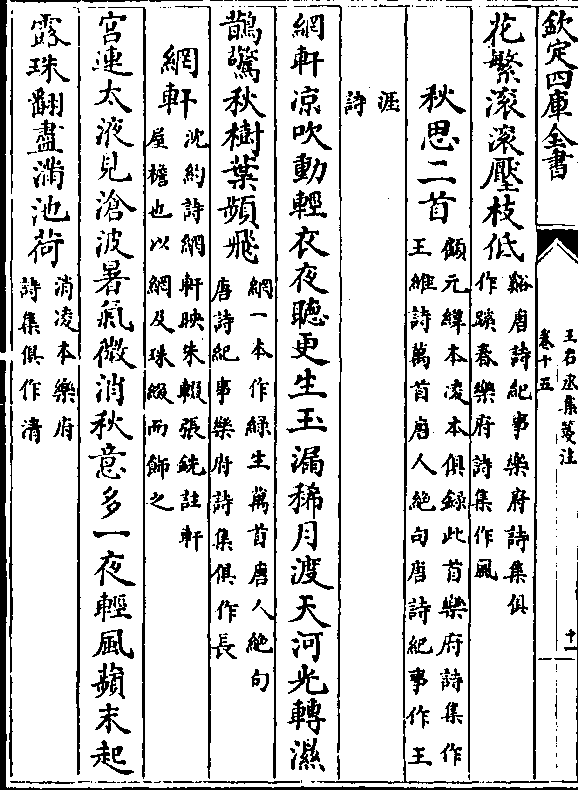 欽定四庫全書
王右丞集箋注
卷十五
十一
花繁滾滾壓枝低
谿唐詩紀事樂府詩集俱
作蹊春樂府詩集作風
秋思二首
顧元緯本凌本俱録此首樂府詩集作
王維詩萬首唐人絶句唐詩紀事作王
涯
詩
網軒涼吹動輕衣夜聽更生玉漏稀月渡天河光轉濕
鵲驚秋樹葉頻飛
網一本作緑生萬首唐人絶句
唐詩紀事樂府詩集俱作長
網軒
沈約詩網軒映朱輟張銑註軒
屋檐也以網及珠綴而飾之
宮連太液見滄波暑氣微消秋意多一夜輕風蘋末起
露珠翻盡滿池荷
消凌本樂府
詩集俱作清